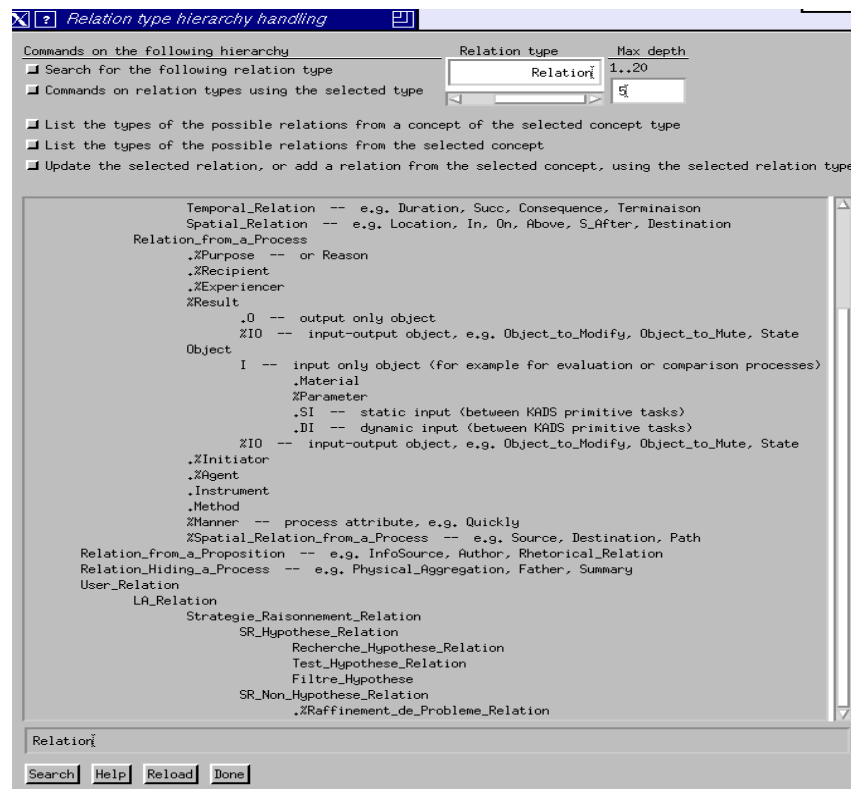 X ? Relation type hierarchy handling
Commands on the following hierarchy Relation type Max depth
Search for the following relation type Relation 1..20
Commands on relation types using the selected type 5
List the types of the possible relations from a concept of the selected concept type
List the types of the possible relations from the selected concept
Update the selected relation, or add a relation from the selected concept, using the selected relation type
Temporal_Relation -- e.g. Duration, Succ, Consequence, Terminaison
Spatial_Relation -- e.g. Location, In, On, Above, S_After, Destination
Relation_from_a_Process
.%Purpose -- or Reason
.%Recipient
.%Experiencer
%Result
.O -- output only object
%IO -- input-output object, e.g. Object_to_Modify, Object_to_Mute, State
Object
I -- input only object (for example for evaluation or comparison processes)
.Material
%Parameter
.SI -- static input (between KADS primitive tasks)
.DI -- dynamic input (between KADS primitive tasks)
%IO -- input-output object, e.g. Object_to_Modify, Object_to_Mute, State
.%Initiator
.%Agent
.Instrument
.Method
%Manner -- process attribute, e.g. Quickly
%Spatial_Relation_from_a_Process -- e.g. Source, Destination, Path
Relation_from_a_Proposition -- e.g. InfoSource, Author, Rhetorical_Relation
Relation_Hiding_a_Process -- e.g. Physical_Aggregation, Father, Summary
User_Relation
LA_Relation
Strategie_Raisonnement_Relation
SR_Hypothese_Relation
Recherche_Hypothese_Relation
Test_Hypothese_Relation
Filtre_Hypothese
SR_Non_Hypothese_Relation
.%Raffinement_de_Probleme_Relation
Relation
Search Help Reload Done